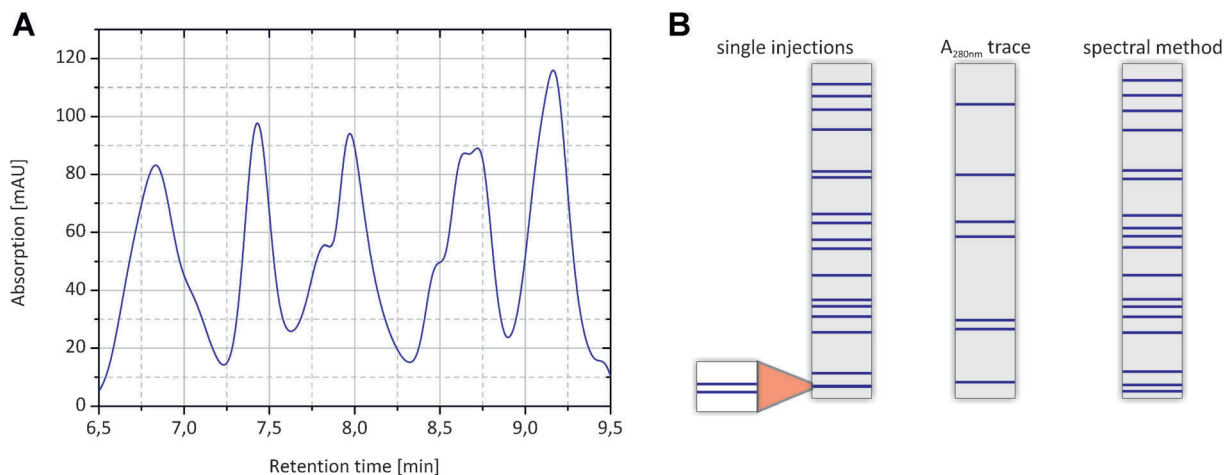 A
Absorption [mAU]
120
100
80
60
40
20
0
6,5 7,0 7,5 8,0 8,5 9,0 9,5
Retention time [min]
B
single injections
A280nm trace
spectral method